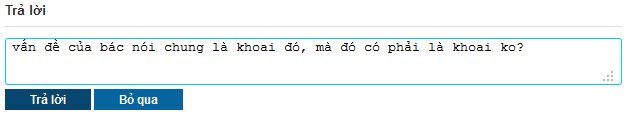 Trả lời
vấn đề của bác nói chung là khoai đó, mà đó có phải là khoai ko?
Trả lời
Bỏ qua